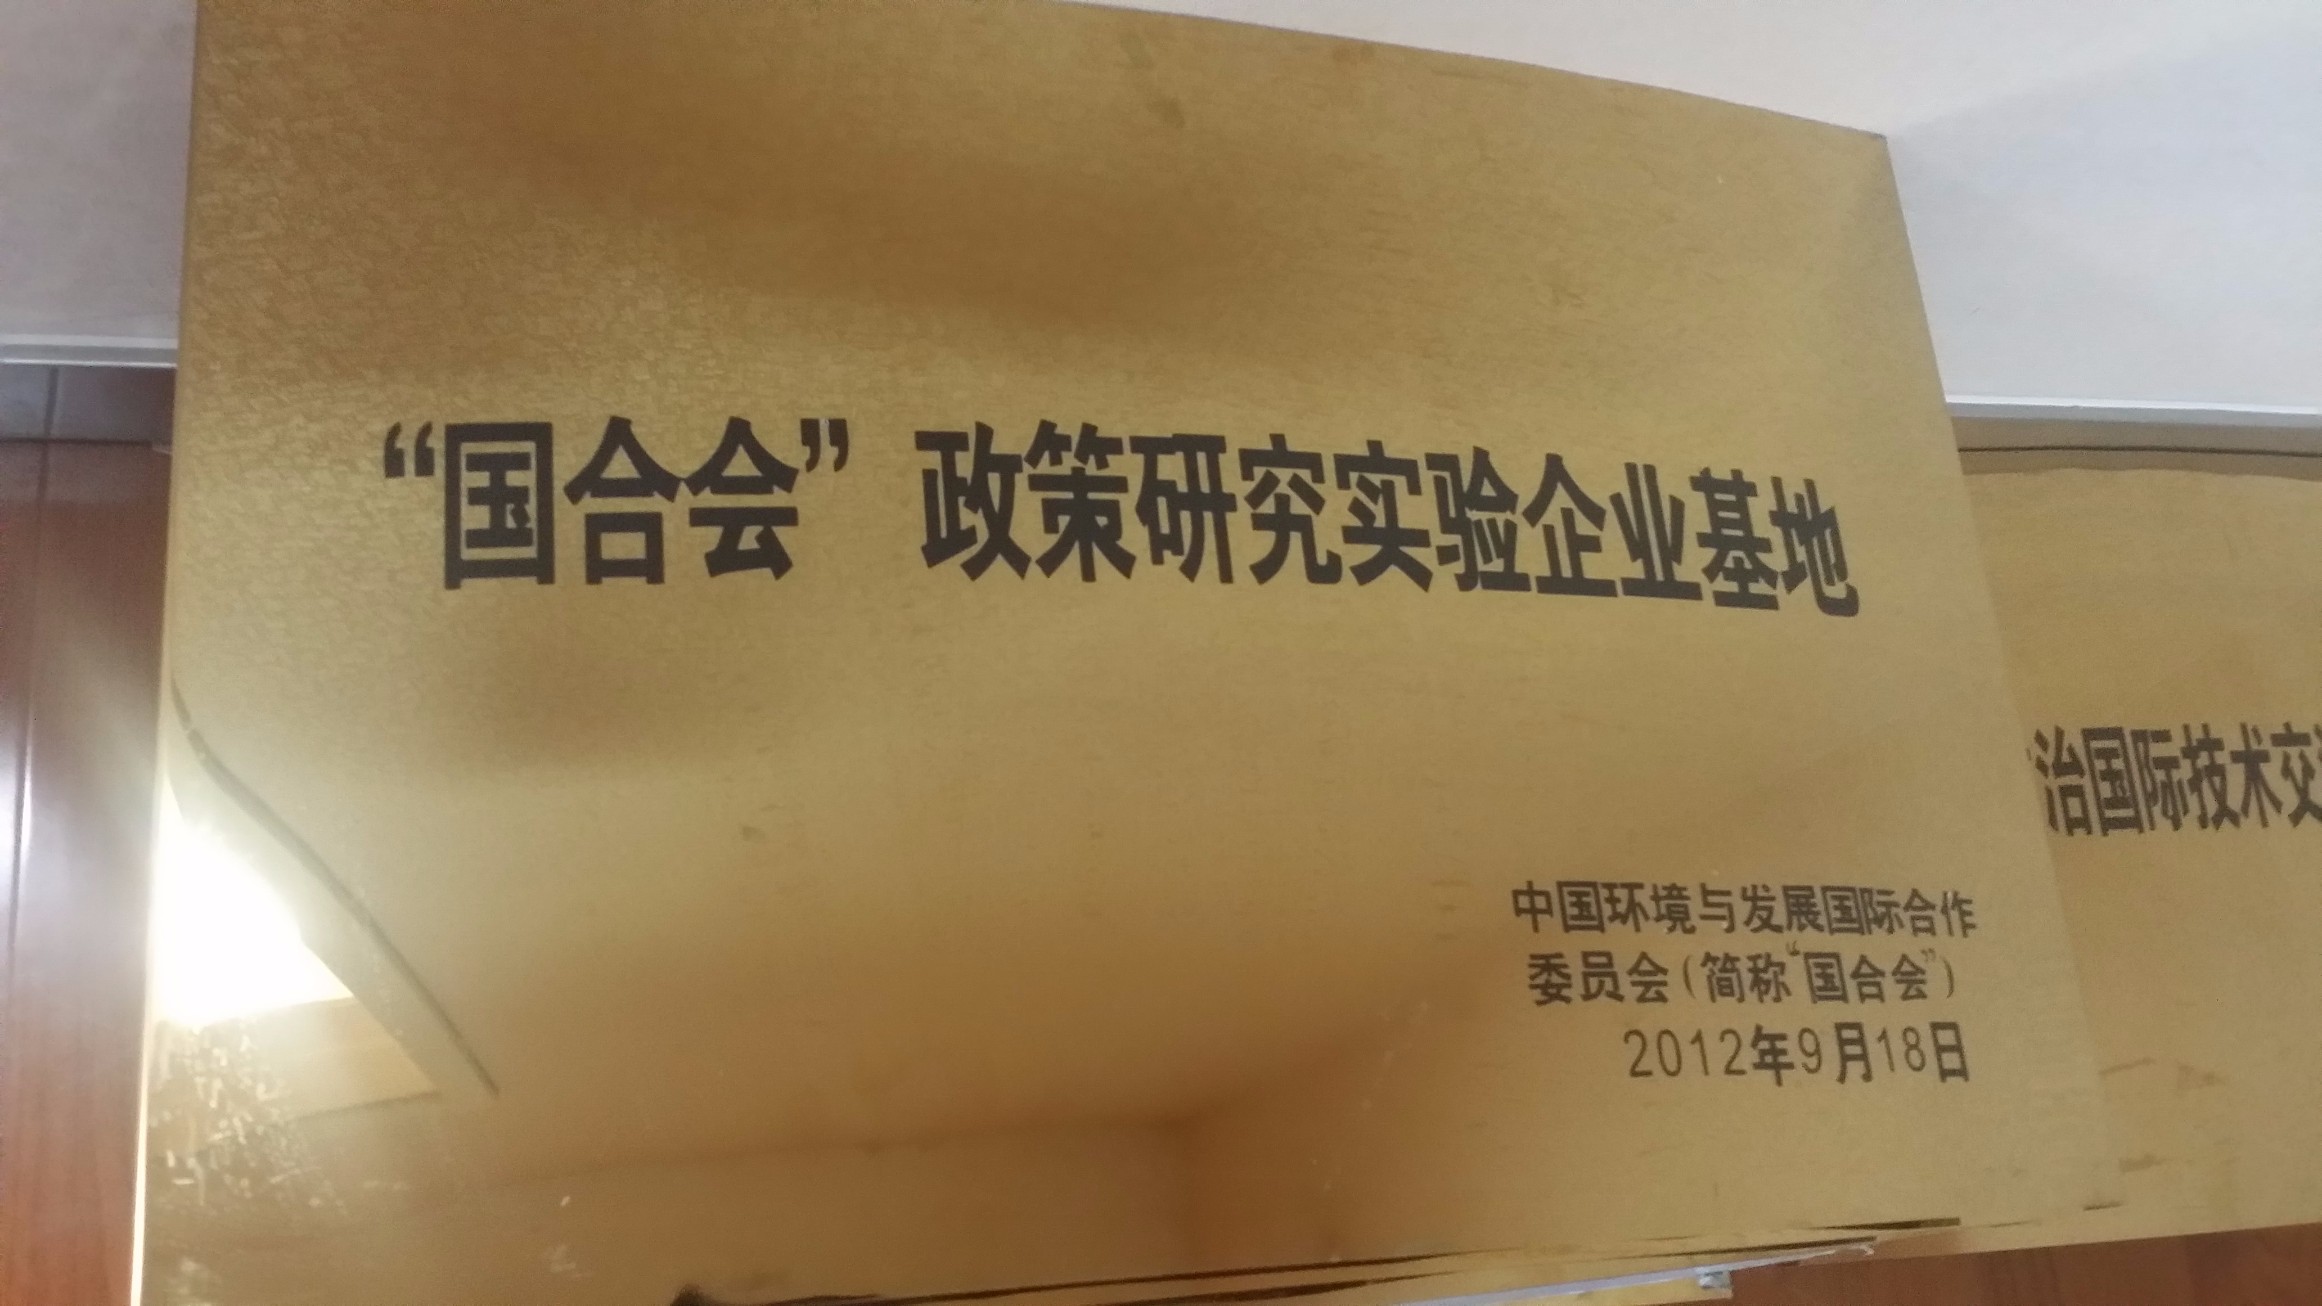 “国合会”政策研究实验企业基地
治国际技术交
中国环境与发展国际合作
委员会(简称“国合会”)
2012年9月18日